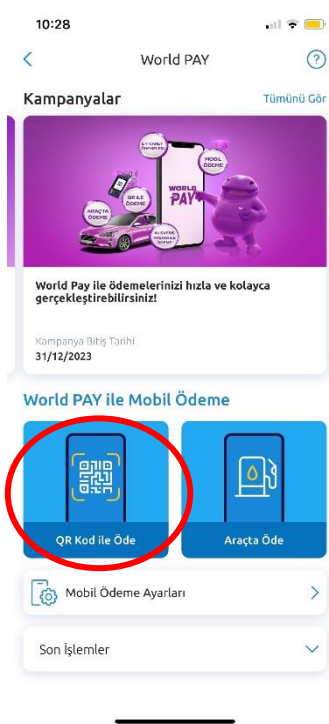 10:28
World PAY
?
Kampanyalar
Tümünü Gör
MOBİL
ÖDEME
QR İLE
ÖDEME
ARAÇTA
ÖDEME
WORLD
PAY
World Pay ile ödemelerinizi hızla ve kolayca
gerçekleştirebilirsiniz!
Kampanya Bitiş Tarihi
31/12/2023
World PAY ile Mobil Ödeme
QR Kod ile Öde
Araçta Öde
Mobil Ödeme Ayarları
Son İşlemler